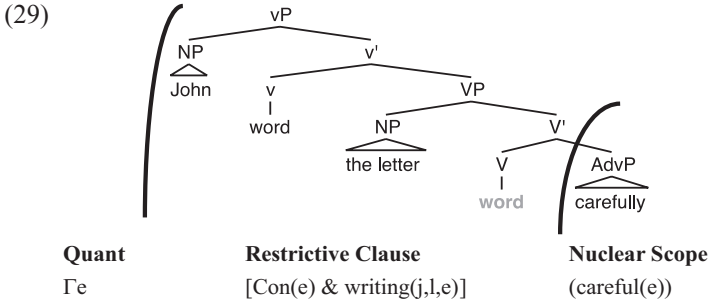 (29)
vP
NP v'
John v VP
word NP V'
the letter V AdvP
word carefully
Quant Restrictive Clause Nuclear Scope
Γe [Con(e) & writing(j,l,e)] (careful(e))